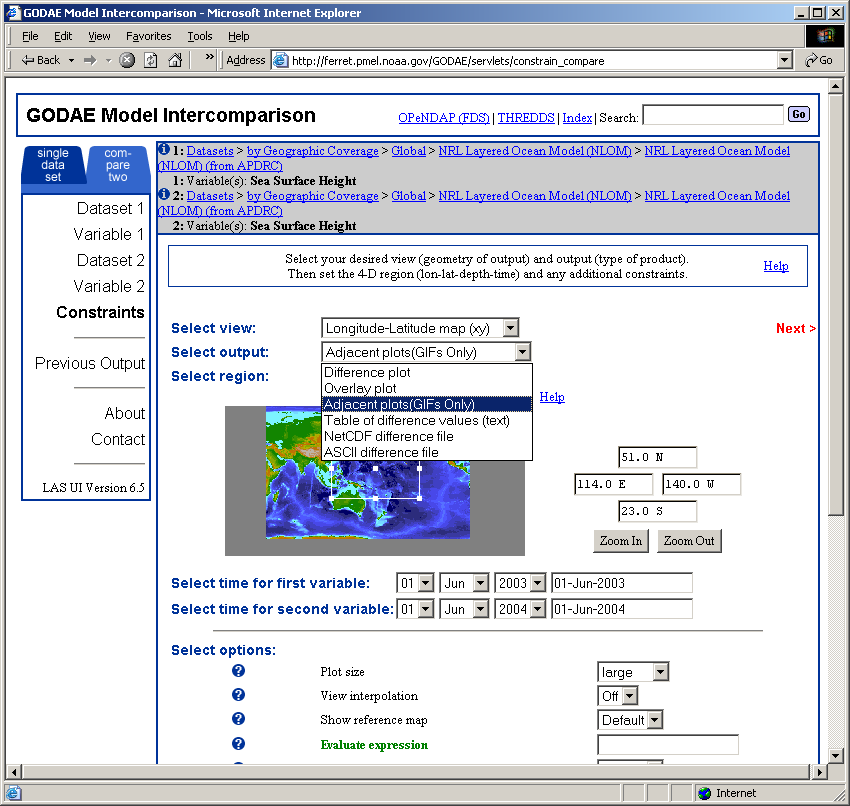 GODAE Model Intercomparison - Microsoft Internet Explorer
File Edit View Favorites Tools Help
Back » Address http://ferret.pmel.noaa.gov/GODAE/servlets/constrain_compare Go
GODAE Model Intercomparison
OPeNDAP (FDS) | THREDDS | Index | Search: Go
single data set
com-pare two
1: Datasets > by Geographic Coverage > Global > NRL Layered Ocean Model (NLOM) > NRL Layered Ocean Model
(NLOM) (from APDRC)
1: Variable(s): Sea Surface Height
2: Datasets > by Geographic Coverage > Global > NRL Layered Ocean Model (NLOM) > NRL Layered Ocean Model
(NLOM) (from APDRC)
2: Variable(s): Sea Surface Height
Dataset 1
Variable 1
Dataset 2
Variable 2
Constraints
Previous Output
About
Contact
LAS UI Version 6.5
Select your desired view (geometry of output) and output (type of product).
Then set the 4-D region (lon-lat-depth-time) and any additional constraints.
Help
Select view: Longitude-Latitude map (xy) Next >
Select output: Adjacent plots(GIFs Only)
Select region:
Difference plot
Overlay plot
Adjacent plots(GIFs Only)
Table of difference values (text)
NetCDF difference file
ASCII difference file
Help
51.0 N
114.0 E 140.0 W
23.0 S
Zoom In Zoom Out
Select time for first variable: 01 Jun 2003 01-Jun-2003
Select time for second variable: 01 Jun 2004 01-Jun-2004
Select options:
? Plot size large
? View interpolation Off
? Show reference map Default
? Evaluate expression
Internet